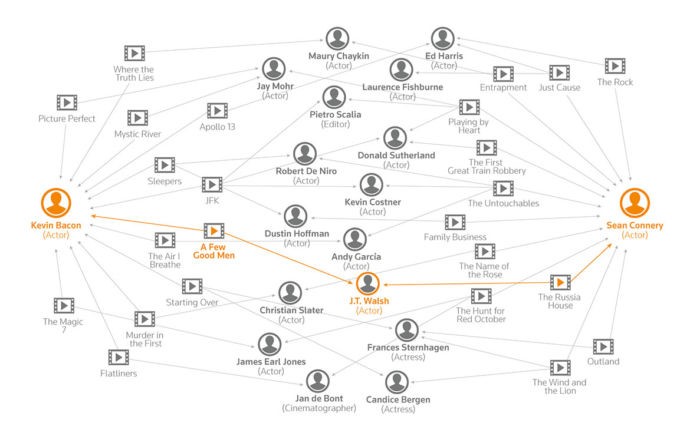 Maury Chaykin
(Actor)
Ed Harris
(Actor)
Where the
Truth Lies
Jay Mohr
(Actor)
Laurence Fishburne
(Actor)
Entrapment
Just Cause
The Rock
Picture Perfect
Mystic River
Apollo 13
Pietro Scalia
(Editor)
Playing by
Heart
Donald Sutherland
(Actor)
The First
Great Train Robbery
Sleepers
Robert De Niro
(Actor)
JFK
Kevin Costner
(Actor)
The Untouchables
Kevin Bacon
(Actor)
Sean Connery
(Actor)
Dustin Hoffman
(Actor)
Family Business
A Few
Good Men
The Air I
Breathe
Andy García
(Actor)
The Name of
the Rose
Starting Over
J.T. Walsh
(Actor)
The Russia
House
Christian Slater
(Actor)
The Hunt for
Red October
The Magic
7
Murder in
the First
Frances Sternhagen
(Actress)
James Earl Jones
(Actor)
Outland
Flatliners
The Wind and
the Lion
Jan de Bont
(Cinematographer)
Candice Bergen
(Actress)